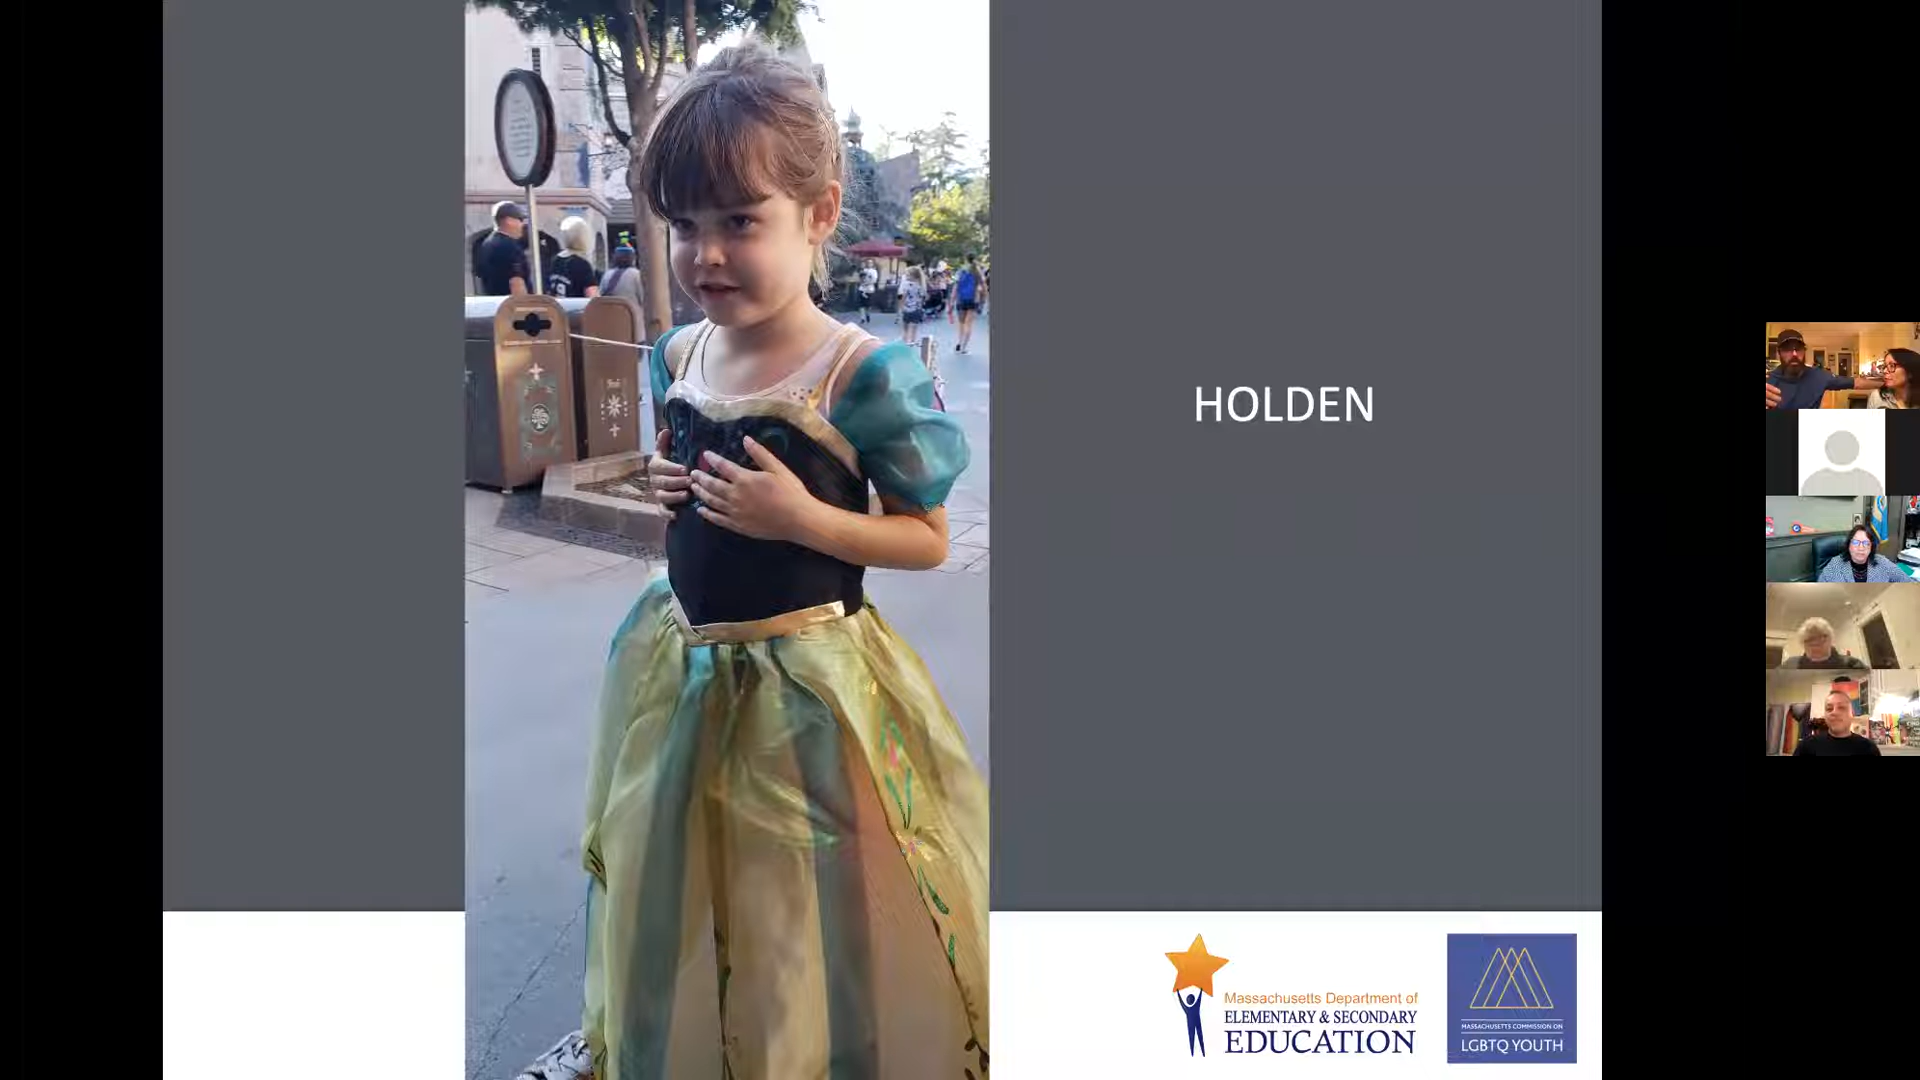 HOLDEN
Massachusetts Department of
ELEMENTARY & SECONDARY
EDUCATION
MASSACHUSETTS COMMISSION ON
LGBTQ YOUTH